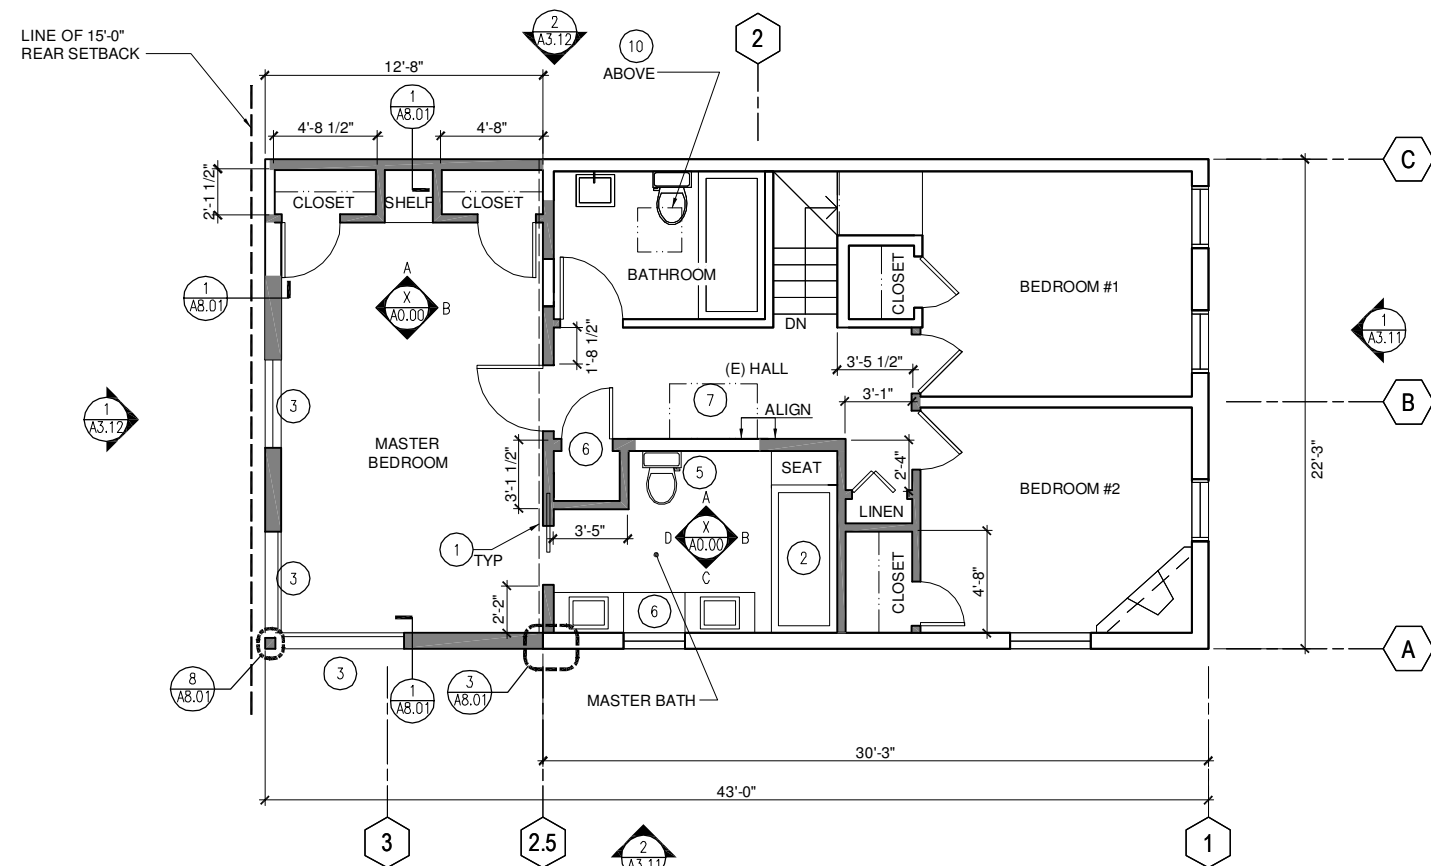 LINE OF 15'-0"
REAR SETBACK
2
A3.12
10
ABOVE
2
12'-8"
1
A8.01
4'-8 1/2"
4'-8"
C
2'-1 1/2"
CLOSET
SHELF
CLOSET
BATHROOM
CLOSET
BEDROOM #1
A
X
A0.00
B
1
A8.01
DN
1
A3.11
1'-8 1/2"
(E) HALL
3'-5 1/2"
3'-1"
7
ALIGN
B
1
A3.12
3
MASTER
BEDROOM
6
3'-1 1/2"
5
SEAT
2'-4"
22'-3"
BEDROOM #2
LINEN
A
D
X
A0.00
B
C
3'-5"
1
TYP
2
CLOSET
4'-8"
3
2'-2"
6
A
8
A8.01
3
1
A8.01
3
A8.01
MASTER BATH
30'-3"
43'-0"
3
2.5
2
A3.11
1